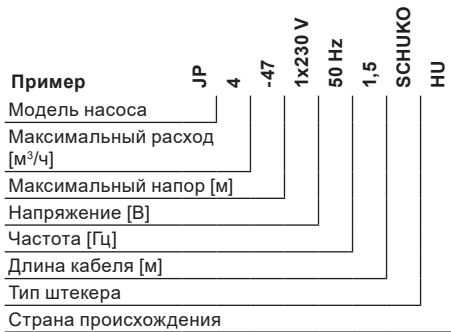 Пример JP 4 -47 1x230 V 50 Hz 1,5 SCHUKO HU
Модель насоса
Максимальный расход
[м³/ч]
Максимальный напор [м]
Напряжение [В]
Частота [Гц]
Длина кабеля [м]
Тип штекера
Страна происхождения